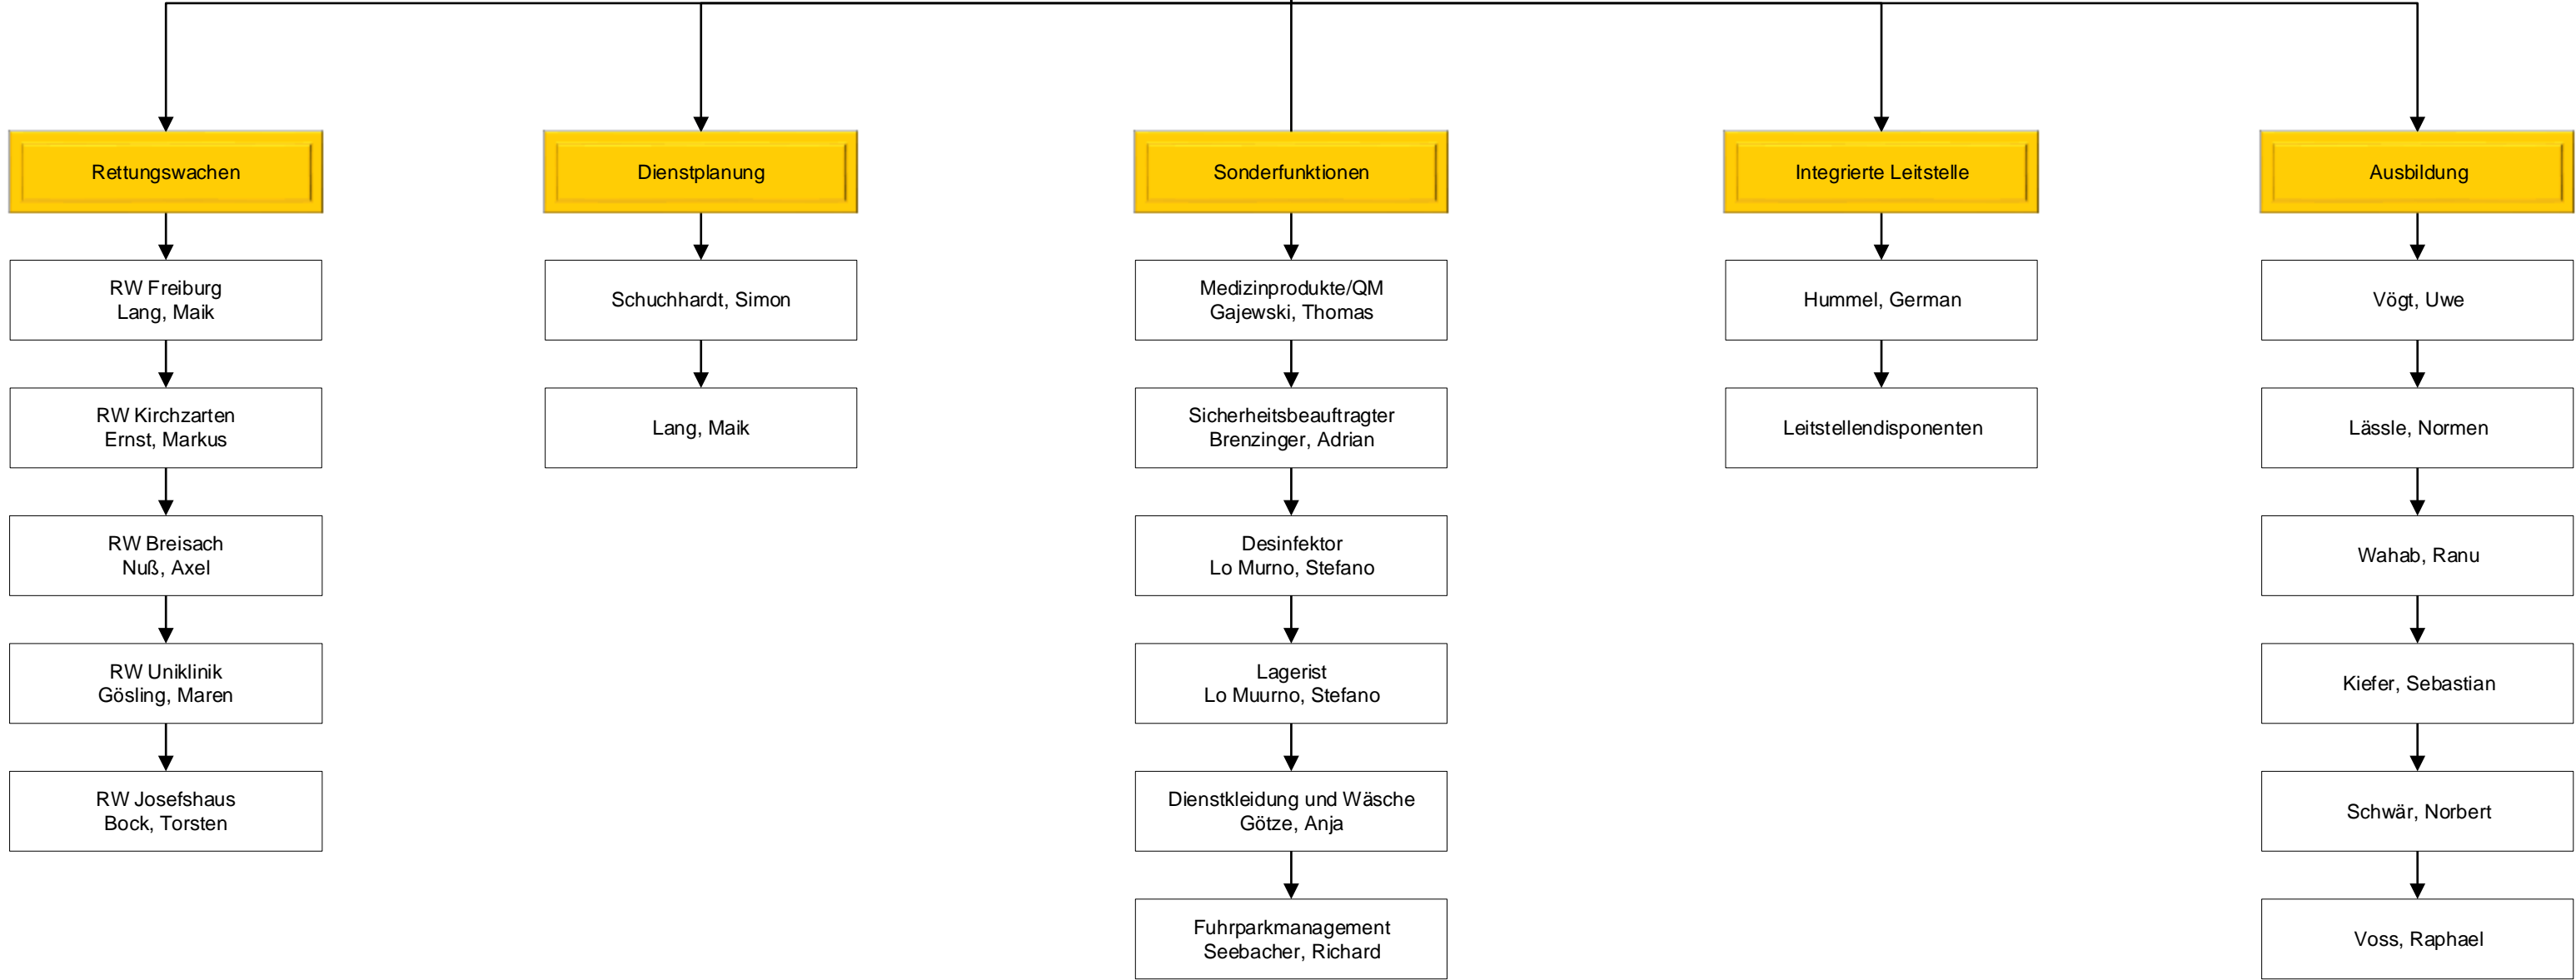 Rettungswachen
RW Freiburg
Lang, Maik
RW Kirchzarten
Ernst, Markus
RW Breisach
Nuß, Axel
RW Uniklinik
Gösling, Maren
RW Josefshaus
Bock, Torsten
Dienstplanung
Schuchhardt, Simon
Lang, Maik
Sonderfunktionen
Medizinprodukte/QM
Gajewski, Thomas
Sicherheitsbeauftragter
Brenzinger, Adrian
Desinfektor
Lo Murno, Stefano
Lagerist
Lo Muurno, Stefano
Dienstkleidung und Wäsche
Götze, Anja
Fuhrparkmanagement
Seebacher, Richard
Integrierte Leitstelle
Hummel, German
Leitstellendisponenten
Ausbildung
Vögt, Uwe
Lässle, Normen
Wahab, Ranu
Kiefer, Sebastian
Schwär, Norbert
Voss, Raphael